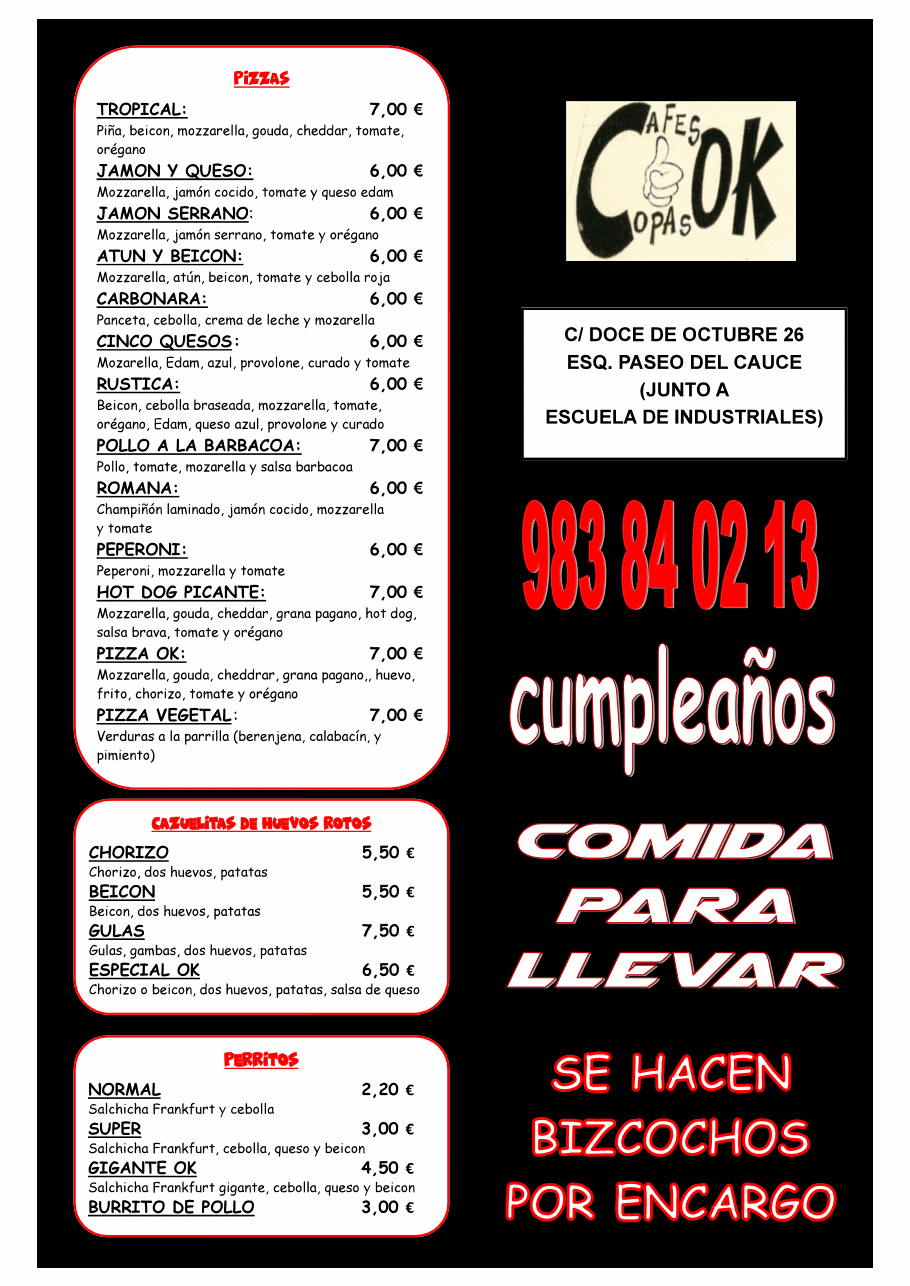 PIZZAS
TROPICAL: 7,00 €
Piña, beicon, mozzarella, gouda, cheddar, tomate,
orégano
JAMON Y QUESO: 6,00 €
Mozzarella, jamón cocido, tomate y queso edam
JAMON SERRANO: 6,00 €
Mozzarella, jamón serrano, tomate y orégano
ATUN Y BEICON: 6,00 €
Mozzarella, atún, beicon, tomate y cebolla roja
CARBONARA: 6,00 €
Panceta, cebolla, crema de leche y mozarella
CINCO QUESOS: 6,00 €
Mozarella, Edam, azul, provolone, curado y tomate
RUSTICA: 6,00 €
Beicon, cebolla braseada, mozzarella, tomate,
orégano, Edam, queso azul, provolone y curado
POLLO A LA BARBACOA: 7,00 €
Pollo, tomate, mozarella y salsa barbacoa
ROMANA: 6,00 €
Champiñón laminado, jamón cocido, mozzarella
y tomate
PEPERONI: 6,00 €
Peperoni, mozzarella y tomate
HOT DOG PICANTE: 7,00 €
Mozzarella, gouda, cheddar, grana pagano, hot dog,
salsa brava, tomate y orégano
PIZZA OK: 7,00 €
Mozzarella, gouda, cheddrar, grana pagano,, huevo,
frito, chorizo, tomate y orégano
PIZZA VEGETAL: 7,00 €
Verduras a la parrilla (berenjena, calabacín, y
pimiento)
CAZUELITAS DE HUEVOS ROTOS
CHORIZO 5,50 €
Chorizo, dos huevos, patatas
BEICON 5,50 €
Beicon, dos huevos, patatas
GULAS 7,50 €
Gulas, gambas, dos huevos, patatas
ESPECIAL OK 6,50 €
Chorizo o beicon, dos huevos, patatas, salsa de queso
PERRITOS
NORMAL 2,20 €
Salchicha Frankfurt y cebolla
SUPER 3,00 €
Salchicha Frankfurt, cebolla, queso y beicon
GIGANTE OK 4,50 €
Salchicha Frankfurt gigante, cebolla, queso y beicon
BURRITO DE POLLO 3,00 €
CAFES
COPAS
OK
C/ DOCE DE OCTUBRE 26
ESQ. PASEO DEL CAUCE
(JUNTO A
ESCUELA DE INDUSTRIALES)
983 84 02 13
cumpleaños
COMIDA
PARA
LLEVAR
SE HACEN
BIZCOCHOS
POR ENCARGO